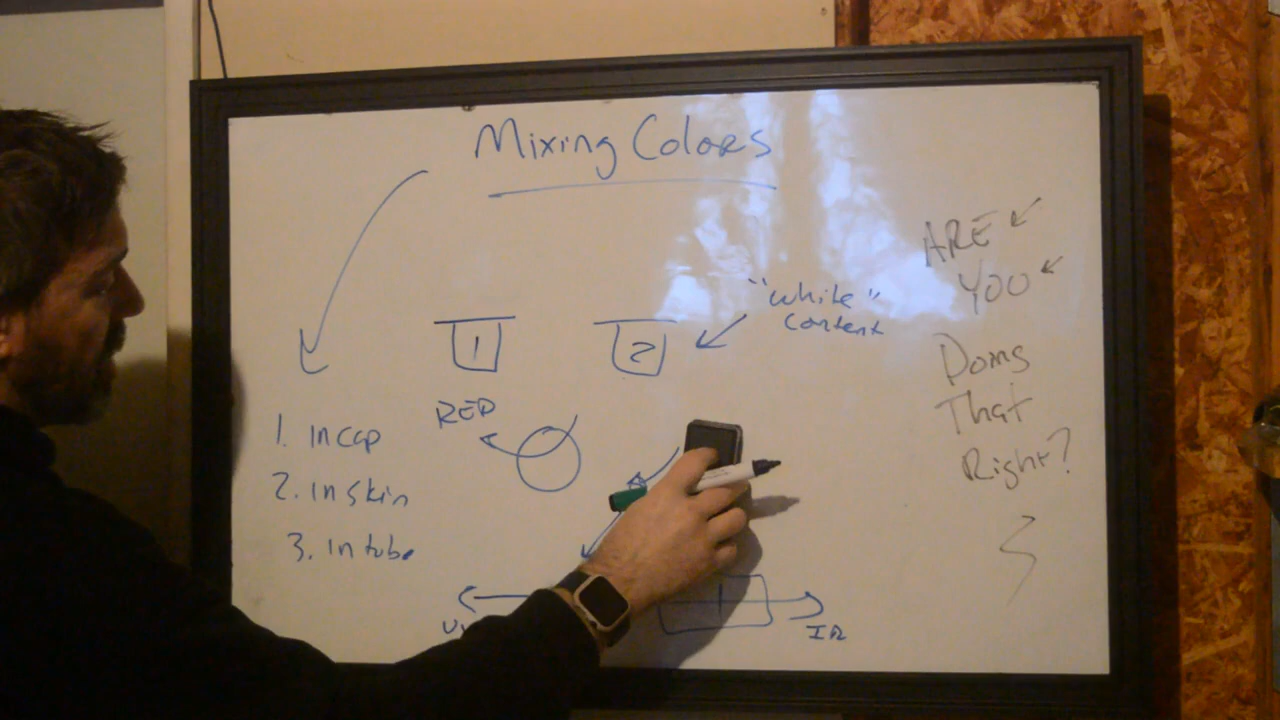 Mixing Colors
ARE
YOU
Doing
That
Right?
"white"
content
1
2
RED
1. In cap
2. In skin
3. In tube
IR